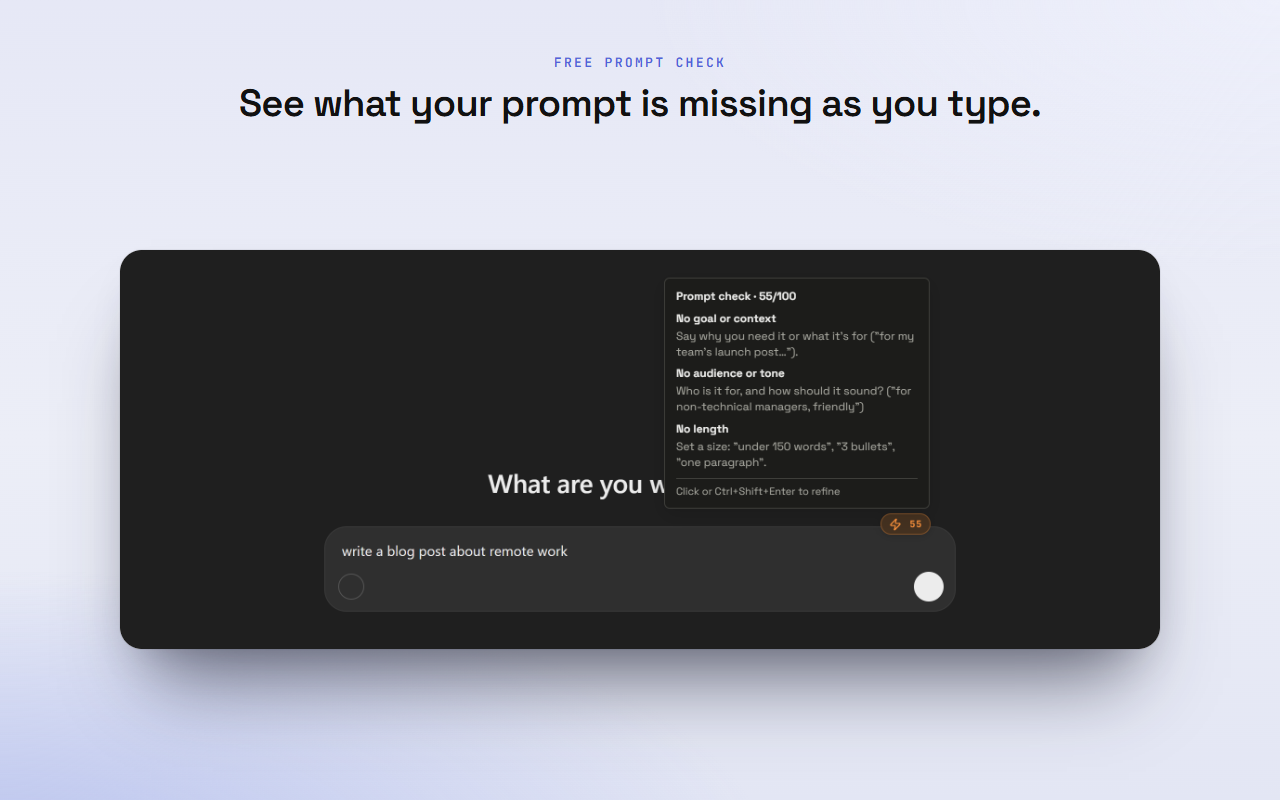 FREE PROMPT CHECK
See what your prompt is missing as you type.
Prompt check · 55/100
No goal or context
Say why you need it or what it's for ("for my
team's launch post…").
No audience or tone
Who is it for, and how should it sound? ("for
non-technical managers, friendly")
No length
Set a size: "under 150 words", "3 bullets",
"one paragraph".
Click or Ctrl+Shift+Enter to refine
What are you w
55
write a blog post about remote work